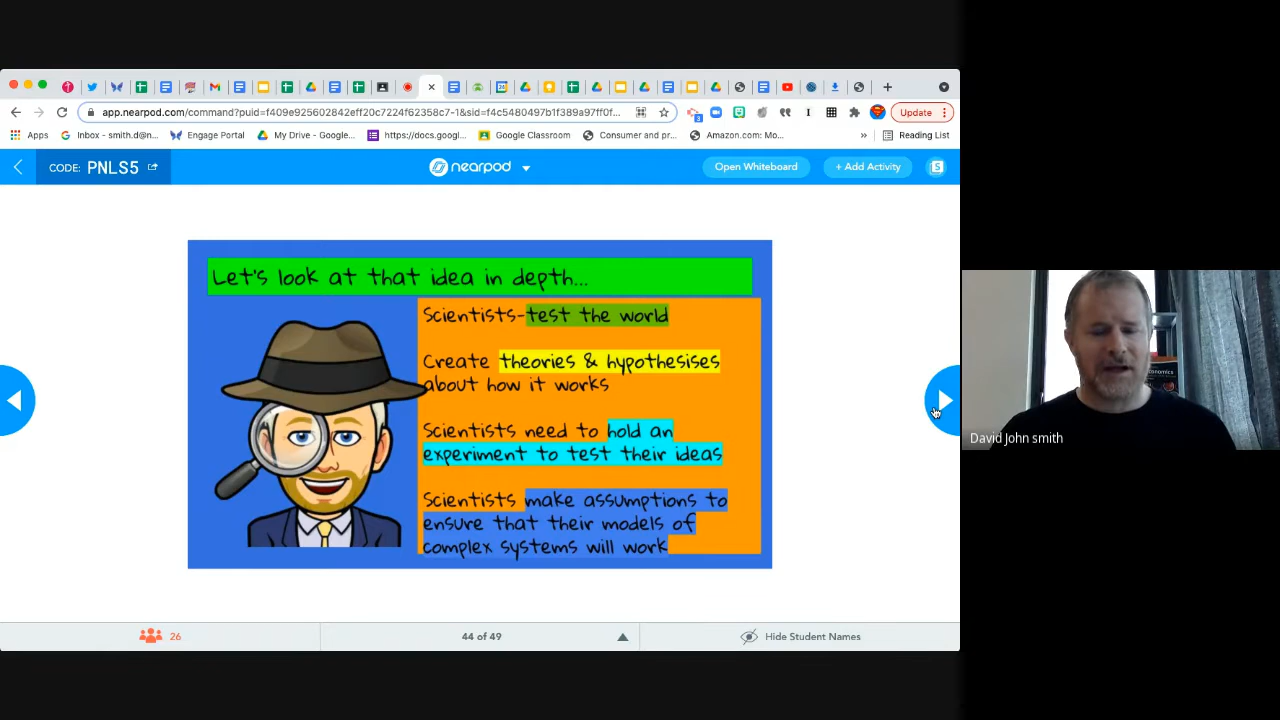 app.nearpod.com/command?puid=f409e925602842eff20c7224f62358c7-1&sid=f4c5480497b1f389a97ff0f...
Update
Apps
Inbox - smith.d@n...
Engage Portal
My Drive - Google...
https://docs.googl...
Google Classroom
Consumer and pr...
Amazon.com: Mo...
»
Reading List
CODE: PNLS5
nearpod
Open Whiteboard
+ Add Activity
S
Let's look at that idea in depth...
Scientists-test the world
Create theories & hypothesises
about how it works
Scientists need to hold an
experiment to test their ideas
Scientists make assumptions to
ensure that their models of
complex systems will work
David John smith
26
44 of 49
Hide Student Names